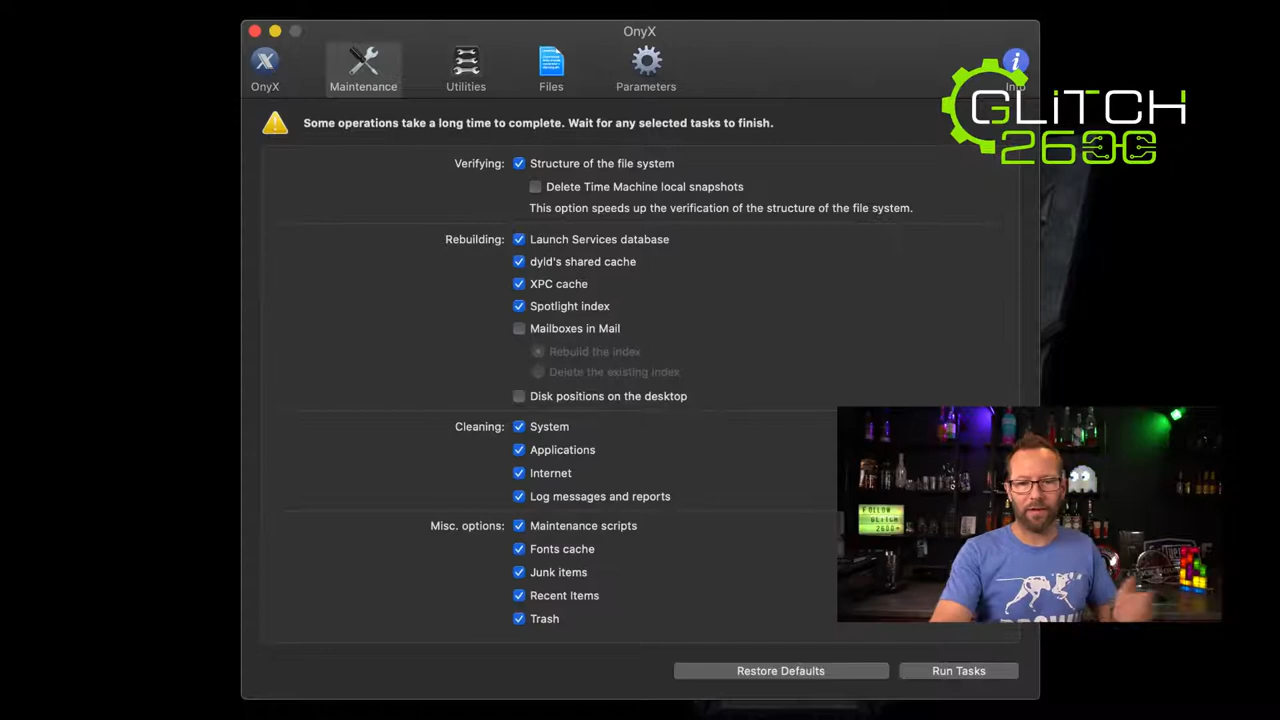 OnyX
OnyX
Maintenance
Utilities
Files
Parameters
Info
GLiTCH
2600
Some operations take a long time to complete. Wait for any selected tasks to finish.
Verifying: Structure of the file system
Delete Time Machine local snapshots
This option speeds up the verification of the structure of the file system.
Rebuilding: Launch Services database
dyld's shared cache
XPC cache
Spotlight index
Mailboxes in Mail
Rebuild the index
Delete the existing index
Disk positions on the desktop
Cleaning: System
Applications
Internet
Log messages and reports
Misc. options: Maintenance scripts
Fonts cache
Junk items
Recent Items
Trash
FOLLOW
GLITCH
2600
Restore Defaults
Run Tasks